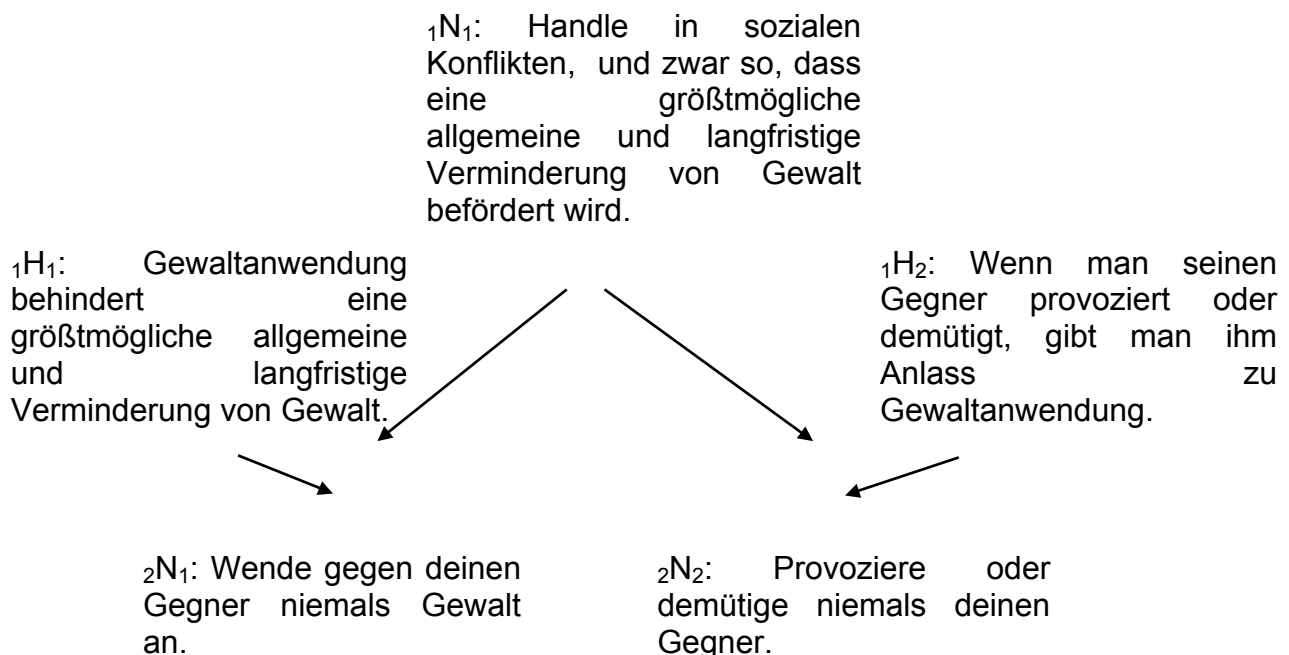 ₁N₁: Handle in sozialen
Konflikten, und zwar so, dass
eine größtmögliche
allgemeine und langfristige
Verminderung von Gewalt
befördert wird.
₁H₁: Gewaltanwendung
behindert eine
größtmögliche allgemeine
und langfristige
Verminderung von Gewalt.
₁H₂: Wenn man seinen
Gegner provoziert oder
demütigt, gibt man ihm
Anlass zu
Gewaltanwendung.
₂N₁: Wende gegen deinen
Gegner niemals Gewalt
an.
₂N₂: Provoziere oder
demütige niemals deinen
Gegner.